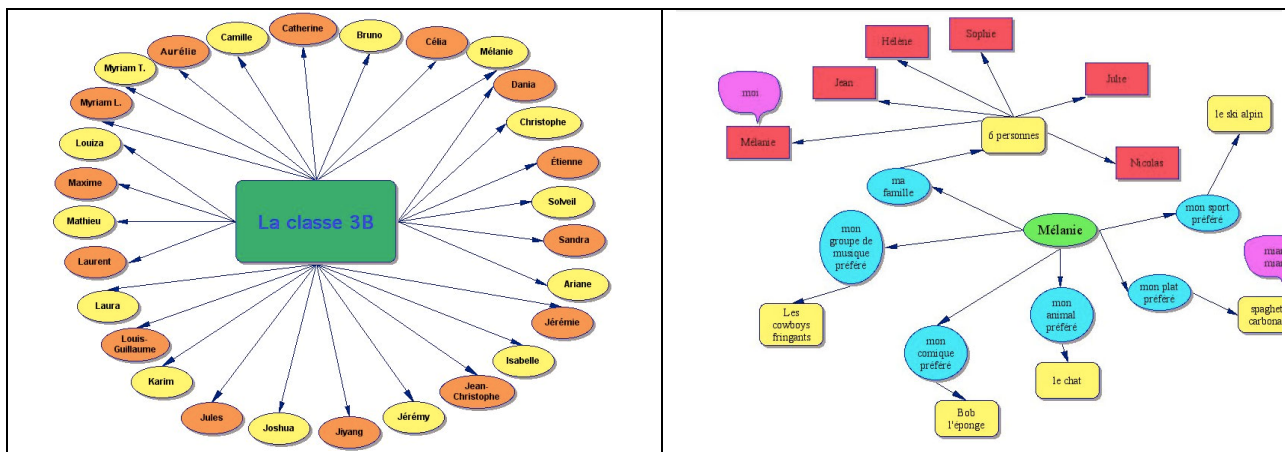 Catherine
Bruno
Camille
Célia
Aurélie
Mélanie
Myriam T.
Dania
Myriam L.
Christophe
Louiza
Étienne
Maxime
Solveil
Mathieu
La classe 3B
Sandra
Laurent
Ariane
Laura
Jérémie
Louis-
Guillaume
Isabelle
Karim
Jean-
Christophe
Jules
Jérémy
Joshua
Jiyang
Sophie
Hélène
Jean
Julie
moi
le ski alpin
Mélanie
6 personnes
Nicolas
ma
famille
mon sport
préféré
Mélanie
mon
groupe de
musique
préféré
mon plat
préféré
mon
animal
préféré
Les
cowboys
fringants
mon
comique
préféré
le chat
Bob
l'éponge